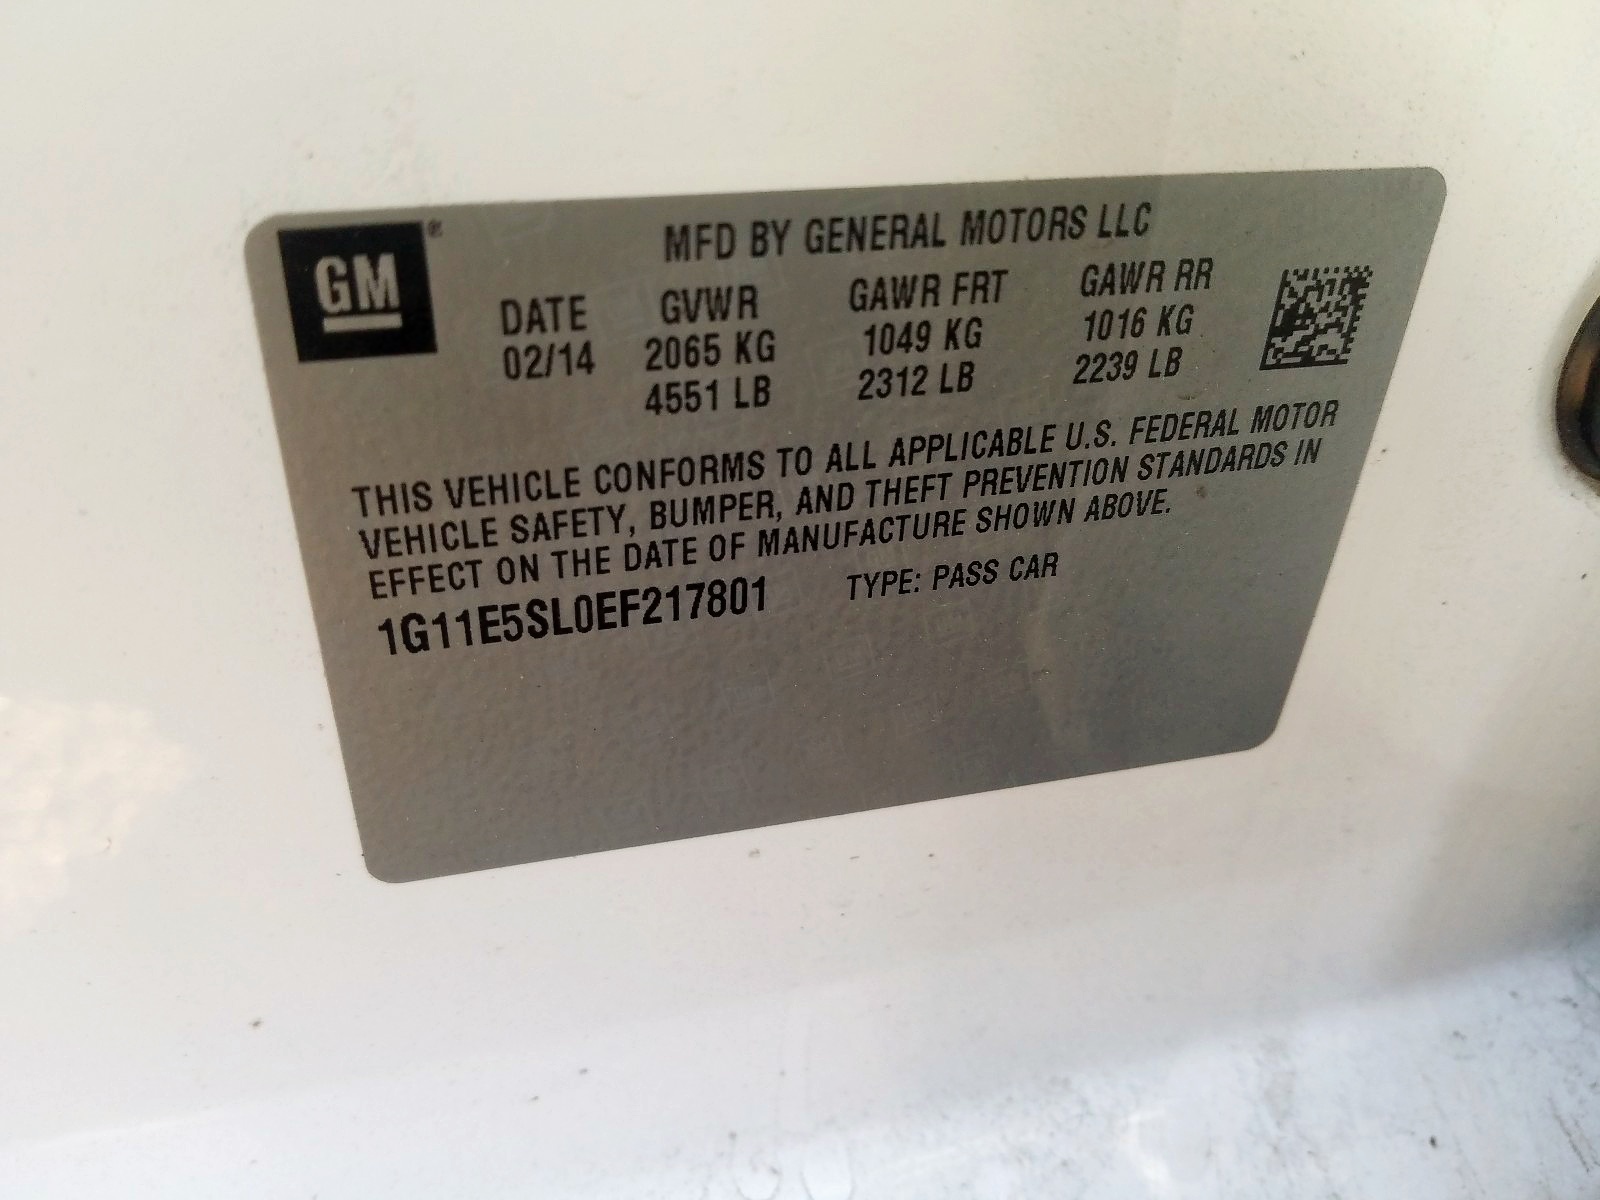 GM®
MFD BY GENERAL MOTORS LLC
DATE GVWR GAWR FRT GAWR RR
02/14 2065 KG 1049 KG 1016 KG
4551 LB 2312 LB 2239 LB
THIS VEHICLE CONFORMS TO ALL APPLICABLE U.S. FEDERAL MOTOR
VEHICLE SAFETY, BUMPER, AND THEFT PREVENTION STANDARDS IN
EFFECT ON THE DATE OF MANUFACTURE SHOWN ABOVE.
1G11E5SL0EF217801 TYPE: PASS CAR